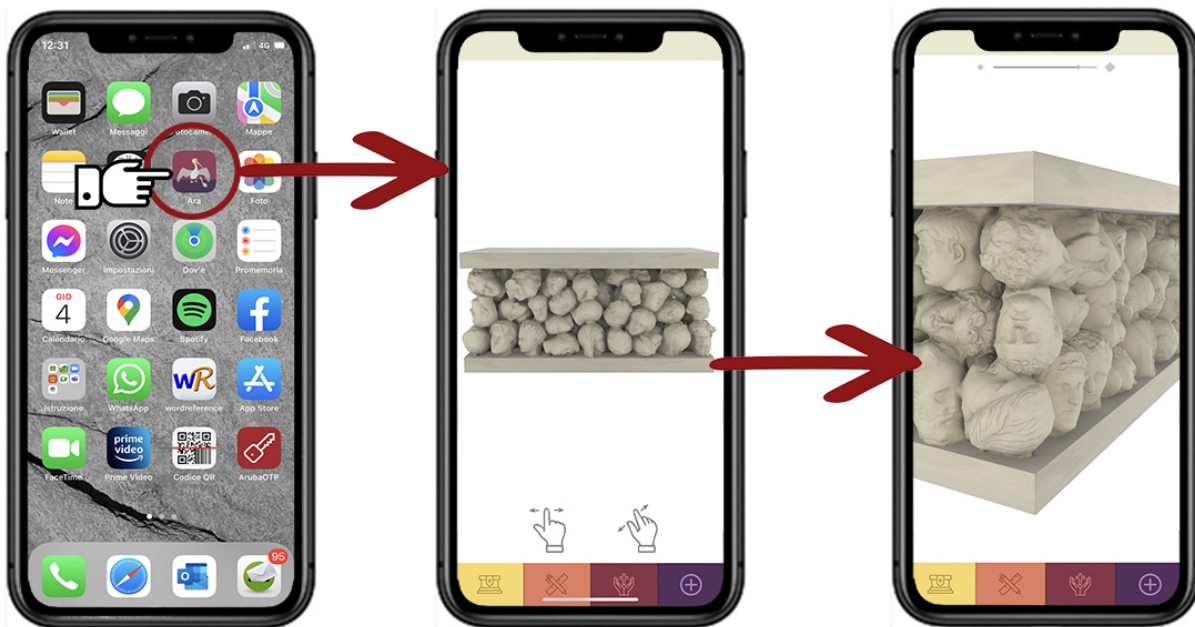 12:31
4G
Wallet
Messaggi
Fotocamera
Mappe
Note
Ara
Foto
Messenger
Impostazioni
Dov'è
Promemoria
GIO
4
Calendario
Google Maps
Spotify
Facebook
Istruzione
WhatsApp
WR
wordreference
App Store
prime
video
FaceTime
Prime Video
Codice QR
ArubaOTP
95